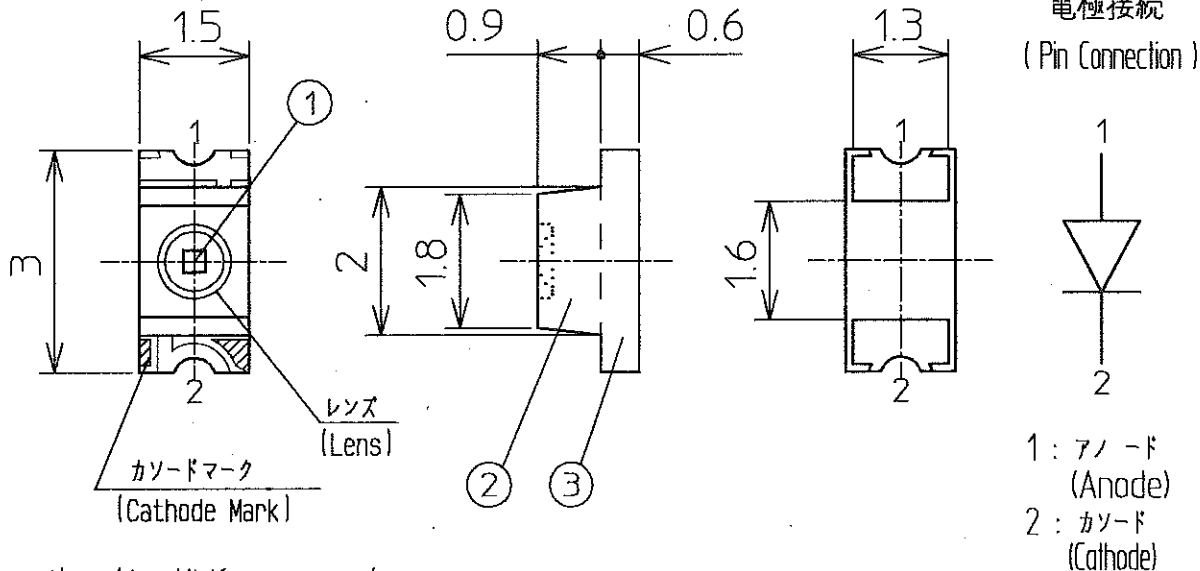 1.5
0.9
0.6
1.3
電極接続
( Pin Connection )
1
1
1
1
3
2
1.8
1.6
2
2
2
レンズ
(Lens)
カソードマーク
(Cathode Mark)
2
3
1 : アノード
(Anode)
2 : カソード
(Cathode)